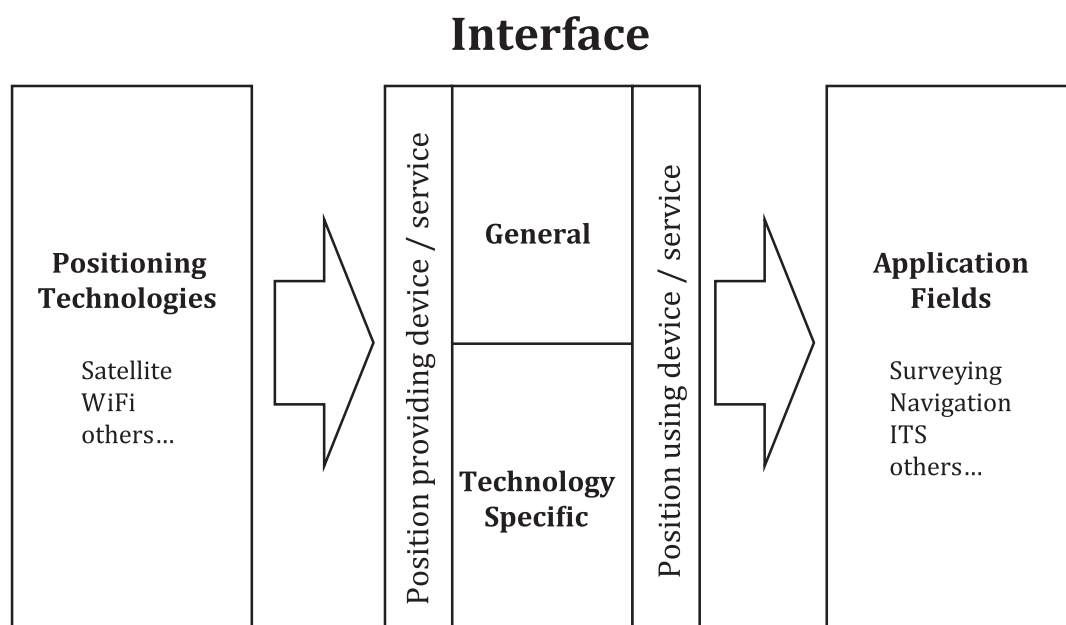 Interface
Positioning
Technologies
Satellite
WiFi
others…
Position providing device / service
General
Technology
Specific
Position using device / service
Application
Fields
Surveying
Navigation
ITS
others…